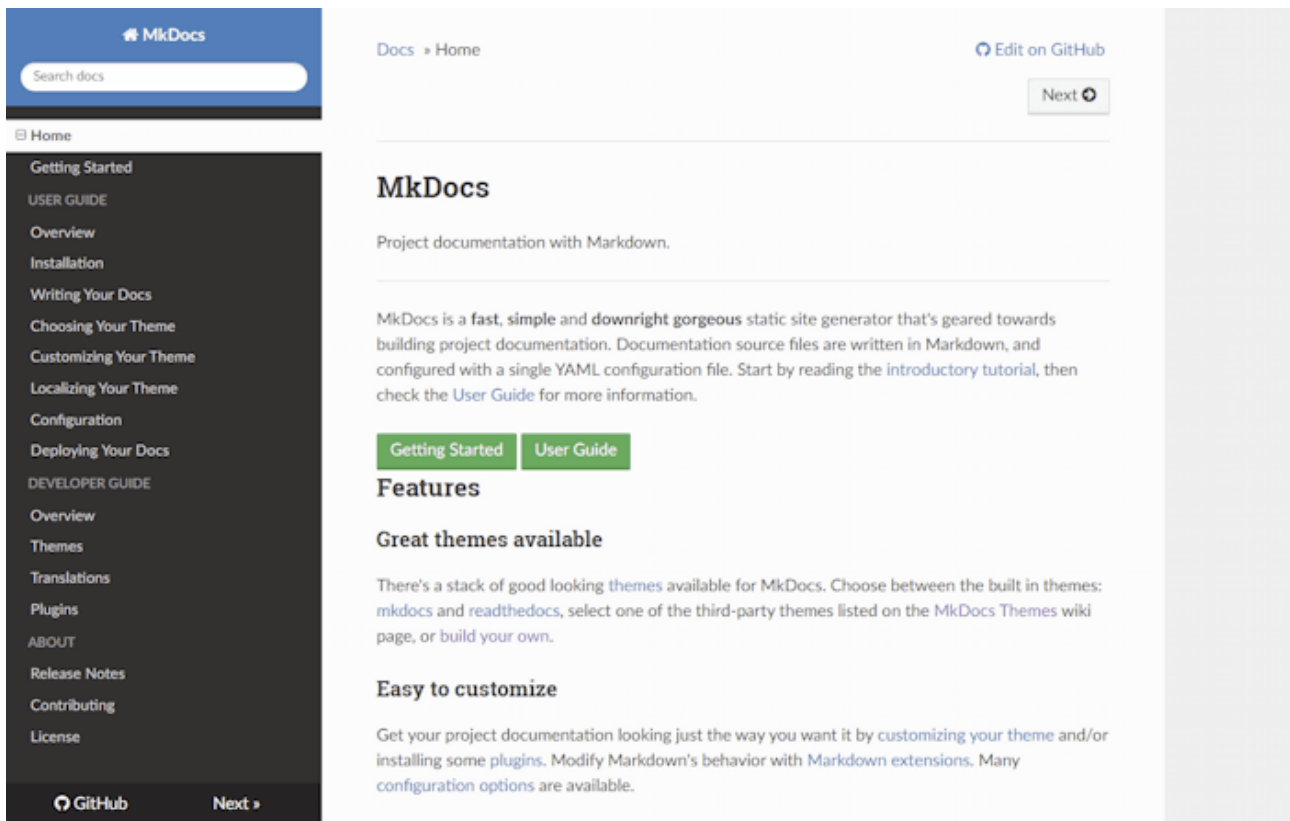 MkDocs
Search docs
Home
Getting Started
USER GUIDE
Overview
Installation
Writing Your Docs
Choosing Your Theme
Customizing Your Theme
Localizing Your Theme
Configuration
Deploying Your Docs
DEVELOPER GUIDE
Overview
Themes
Translations
Plugins
ABOUT
Release Notes
Contributing
License
GitHub Next »
Docs » Home
Edit on GitHub
Next
MkDocs
Project documentation with Markdown.
MkDocs is a fast, simple and downright gorgeous static site generator that's geared towards
building project documentation. Documentation source files are written in Markdown, and
configured with a single YAML configuration file. Start by reading the introductory tutorial, then
check the User Guide for more information.
Getting Started User Guide
Features
Great themes available
There's a stack of good looking themes available for MkDocs. Choose between the built in themes:
mkdocs and readthedocs, select one of the third-party themes listed on the MkDocs Themes wiki
page, or build your own.
Easy to customize
Get your project documentation looking just the way you want it by customizing your theme and/or
installing some plugins. Modify Markdown's behavior with Markdown extensions. Many
configuration options are available.